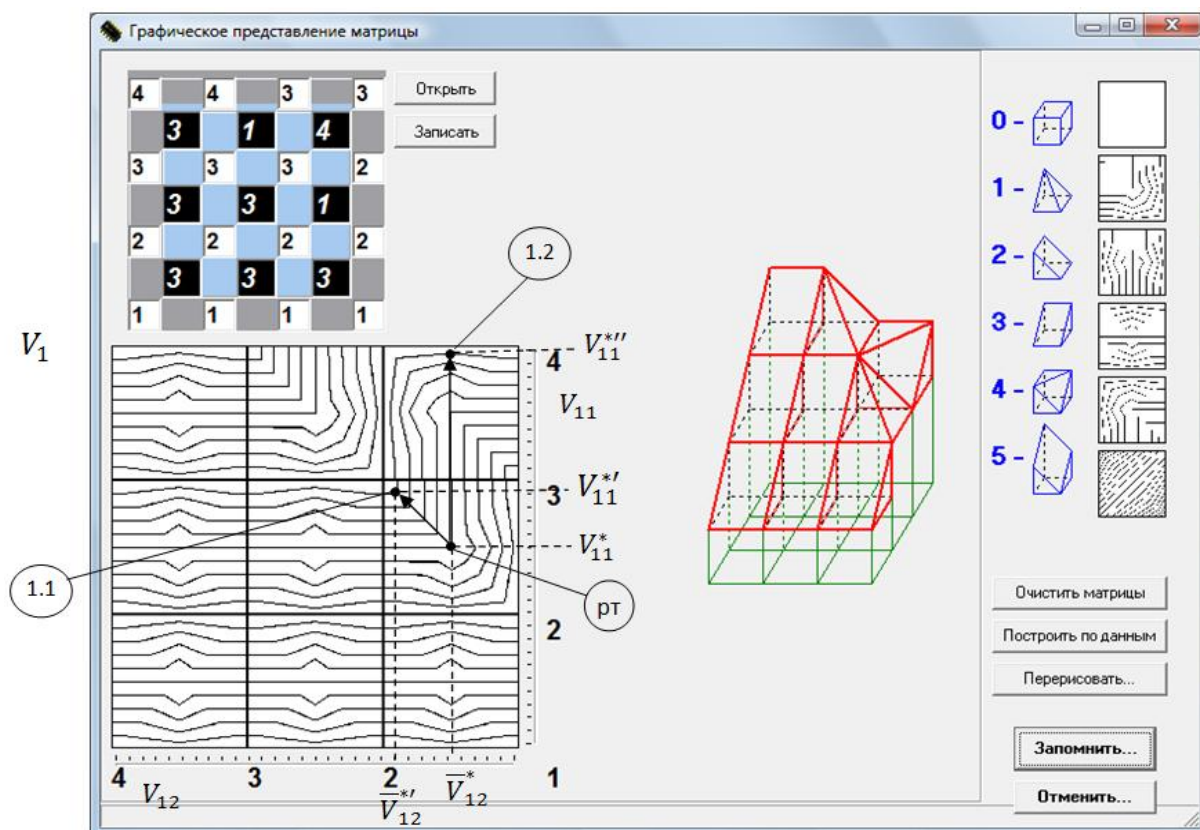 Графическое представление матрицы
4 4 3 3
3 1 4
3 3 3 2
3 3 1
2 2 2 2
3 3 3
1 1 1 1
Открыть
Записать
0 -
1 -
2 -
3 -
4 -
5 -
1.2
V₁
V₁₁*''
4
V₁₁
3
V₁₁*'
V₁₁*
1.1
рт
2
4 3 2 1
V₁₂
V̅₁₂*'
V̅₁₂*
Очистить матрицы
Построить по данным
Перерисовать...
Запомнить...
Отменить...